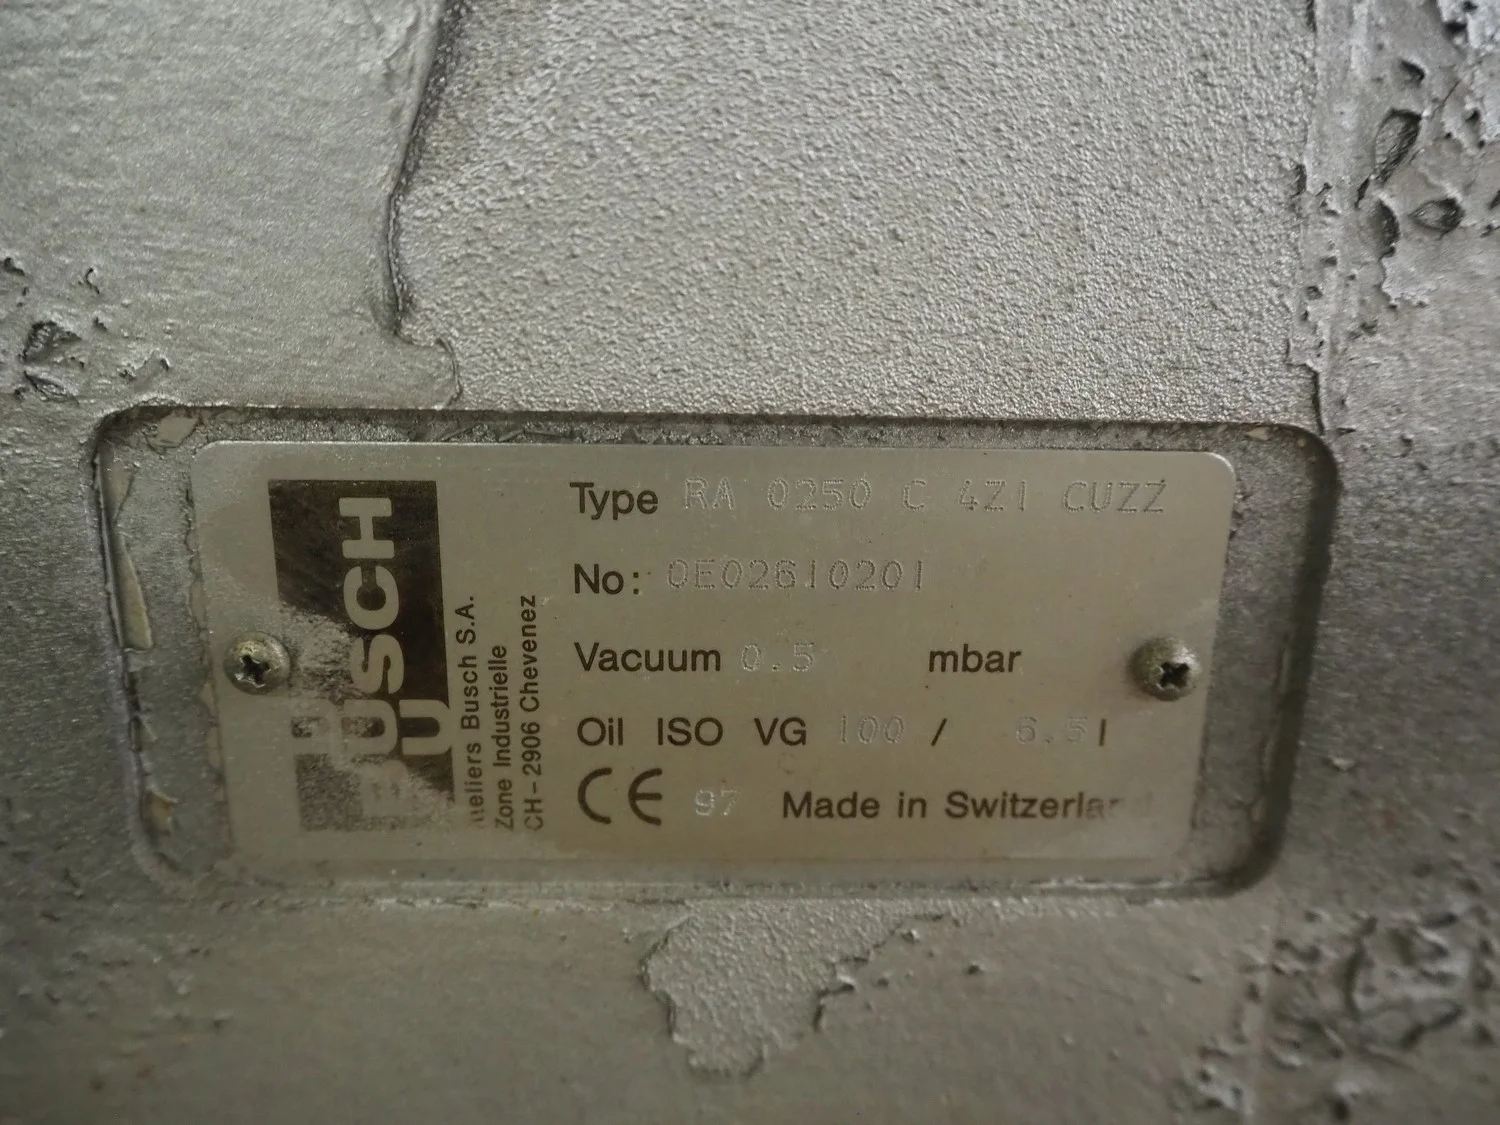 BUSCH
Ateliers Busch S.A.
Zone Industrielle
CH-2906 Chevenez
Type RA 0250 C 4Z1 CUZZ
No: 0E02610201
Vacuum 0.5 mbar
Oil ISO VG 100 / 6.5 l
CE 97 Made in Switzerland